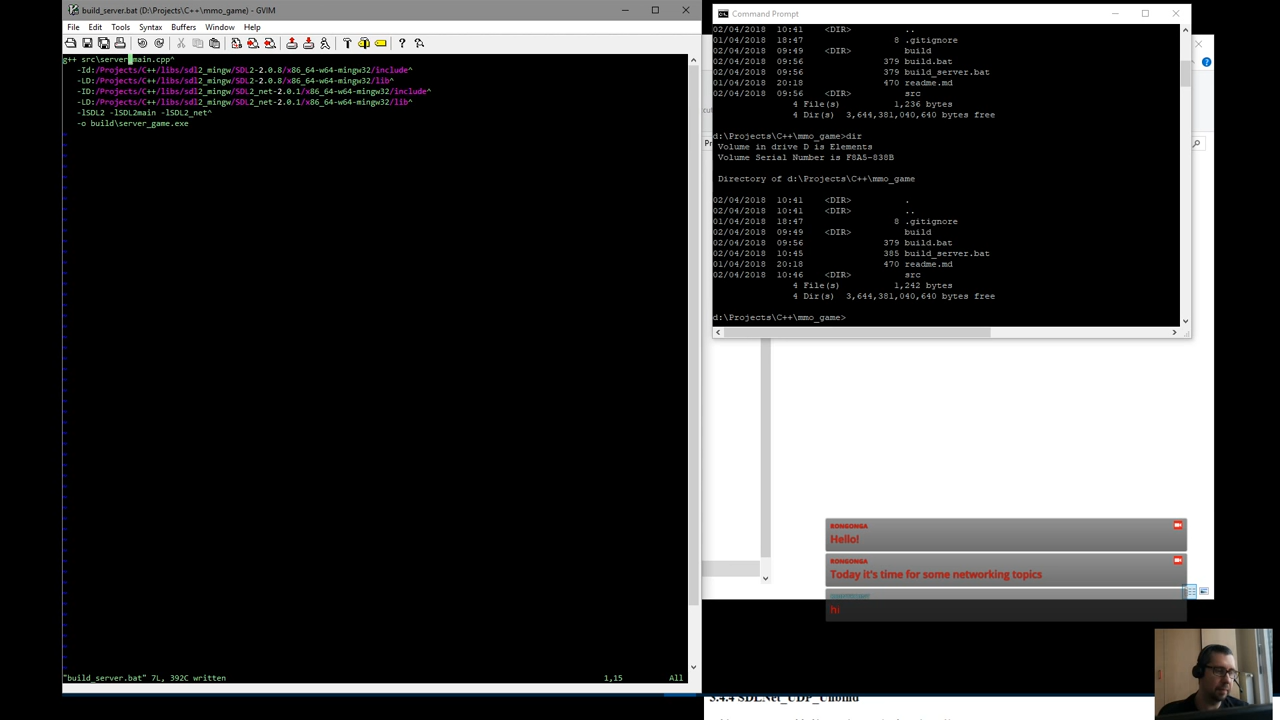 build_server.bat (D:\Projects\C++\mmo_game) - GVIM
File Edit Tools Syntax Buffers Window Help
g++ src\server_main.cpp^
-Id:/Projects/C++/libs/sdl2_mingw/SDL2-2.0.8/x86_64-w64-mingw32/include^
-LD:/Projects/C++/libs/sdl2_mingw/SDL2-2.0.8/x86_64-w64-mingw32/lib^
-ID:/Projects/C++/libs/sdl2_mingw/SDL2_net-2.0.1/x86_64-w64-mingw32/include^
-LD:/Projects/C++/libs/sdl2_mingw/SDL2_net-2.0.1/x86_64-w64-mingw32/lib^
-lSDL2 -lSDL2main -lSDL2_net^
-o build\server_game.exe
"build_server.bat" 7L, 392C written 1,15 All
Command Prompt
02/04/2018 10:41 <DIR> ..
01/04/2018 18:47 8 .gitignore
02/04/2018 09:49 <DIR> build
02/04/2018 09:56 379 build.bat
02/04/2018 09:56 379 build_server.bat
01/04/2018 20:18 470 readme.md
02/04/2018 09:56 <DIR> src
4 File(s) 1,236 bytes
4 Dir(s) 3,644,381,040,640 bytes free
d:\Projects\C++\mmo_game>dir
Volume in drive D is Elements
Volume Serial Number is F8A5-838B
Directory of d:\Projects\C++\mmo_game
02/04/2018 10:41 <DIR> .
02/04/2018 10:41 <DIR> ..
01/04/2018 18:47 8 .gitignore
02/04/2018 09:49 <DIR> build
02/04/2018 09:56 379 build.bat
02/04/2018 10:45 385 build_server.bat
01/04/2018 20:18 470 readme.md
02/04/2018 10:46 <DIR> src
4 File(s) 1,242 bytes
4 Dir(s) 3,644,381,040,640 bytes free
d:\Projects\C++\mmo_game>
RONGONGA
Hello!
RONGONGA
Today it's time for some networking topics
hi